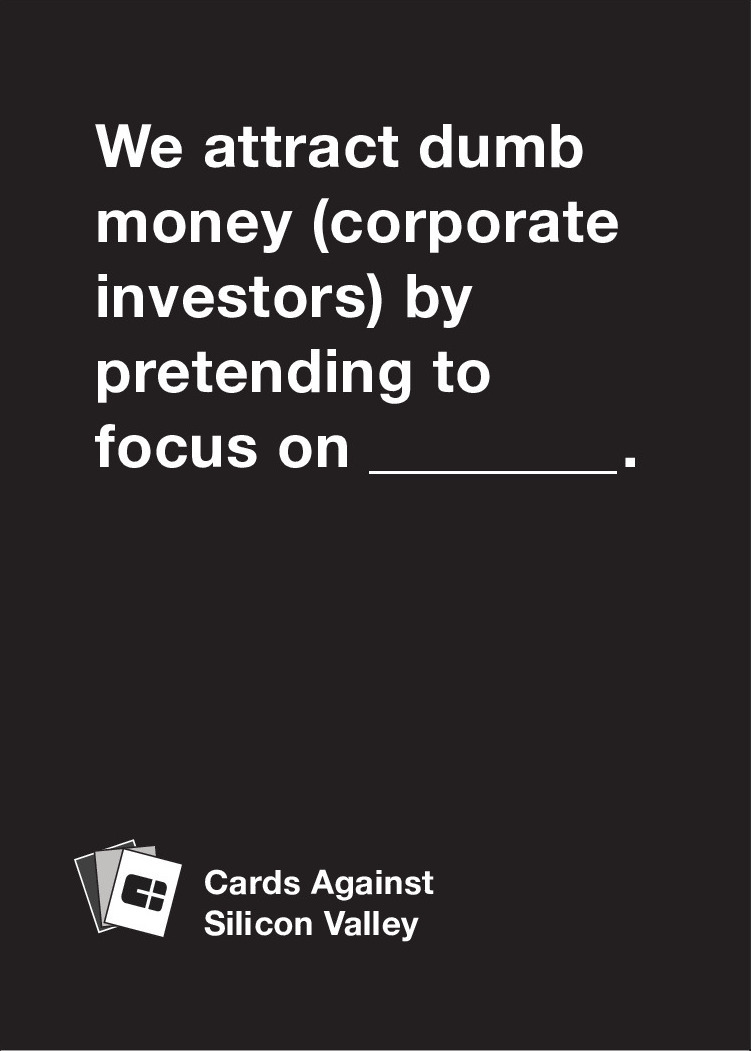 We attract dumb
money (corporate
investors) by
pretending to
focus on ________.
Cards Against
Silicon Valley